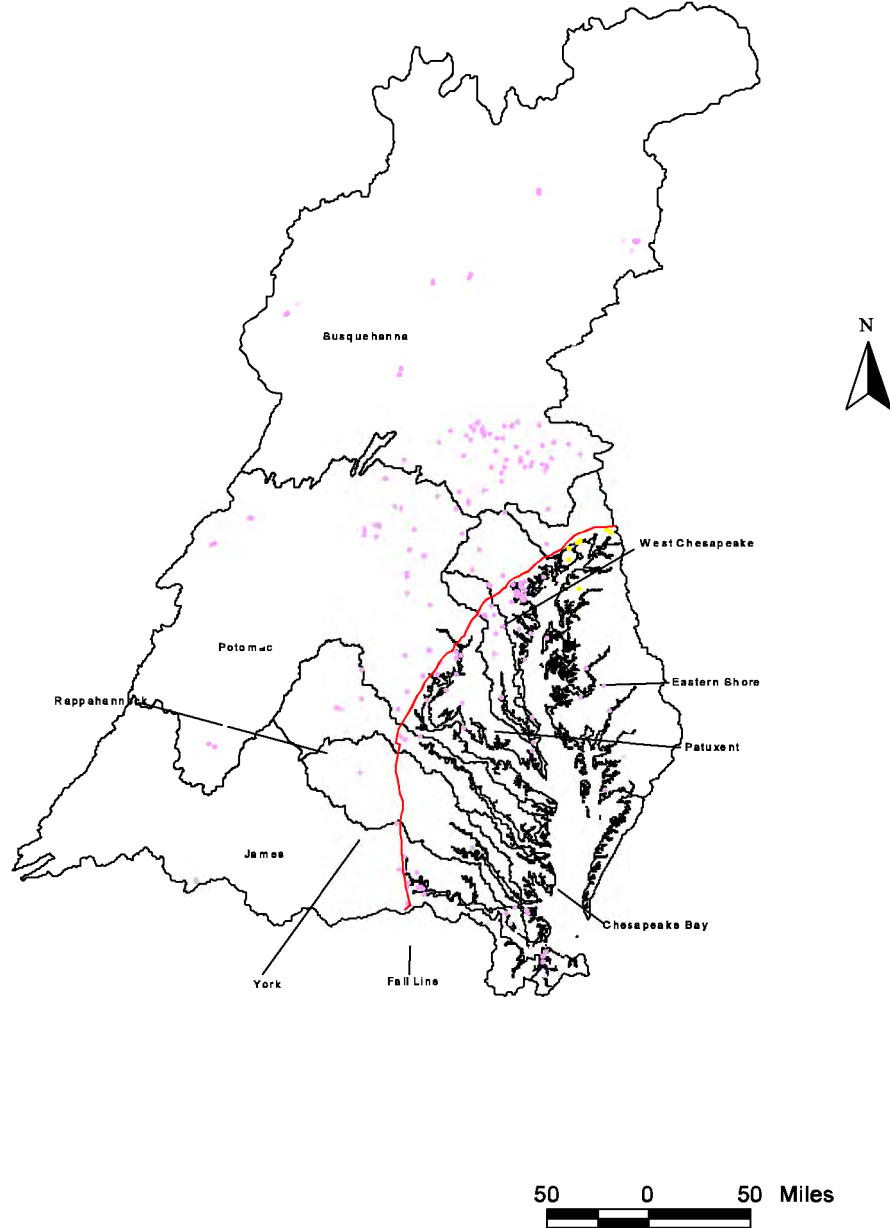 N
Susquehanna
West Chesapeake
Potomac
Eastern Shore
Rappahannock
Patuxent
James
Chesapeake Bay
York
Fall Line
50 0 50 Miles